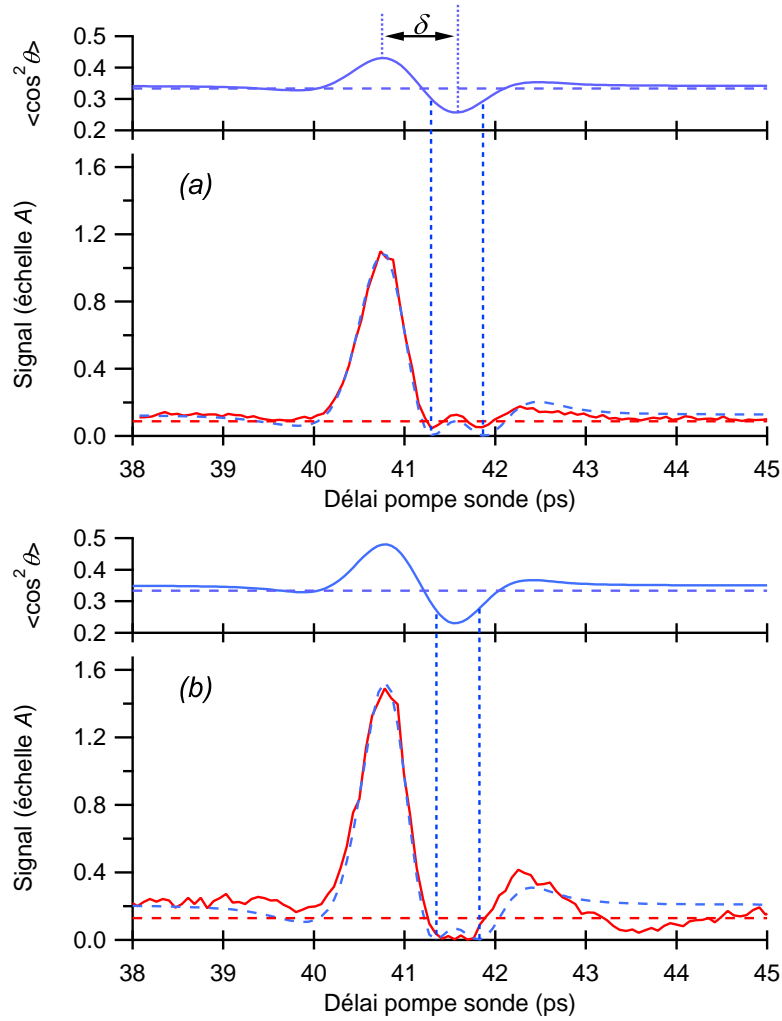 δ
0.5
0.4
0.3
0.2
<cos² θ>
1.6
1.2
0.8
0.4
0.0
Signal (échelle A)
(a)
38 39 40 41 42 43 44 45
Délai pompe sonde (ps)
0.5
0.4
0.3
0.2
<cos² θ>
1.6
1.2
0.8
0.4
0.0
Signal (échelle A)
(b)
38 39 40 41 42 43 44 45
Délai pompe sonde (ps)